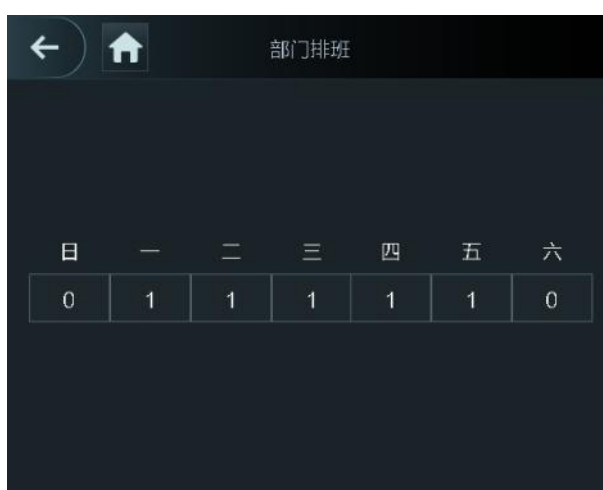 部门排班
日 一 二 三 四 五 六
0 1 1 1 1 1 0